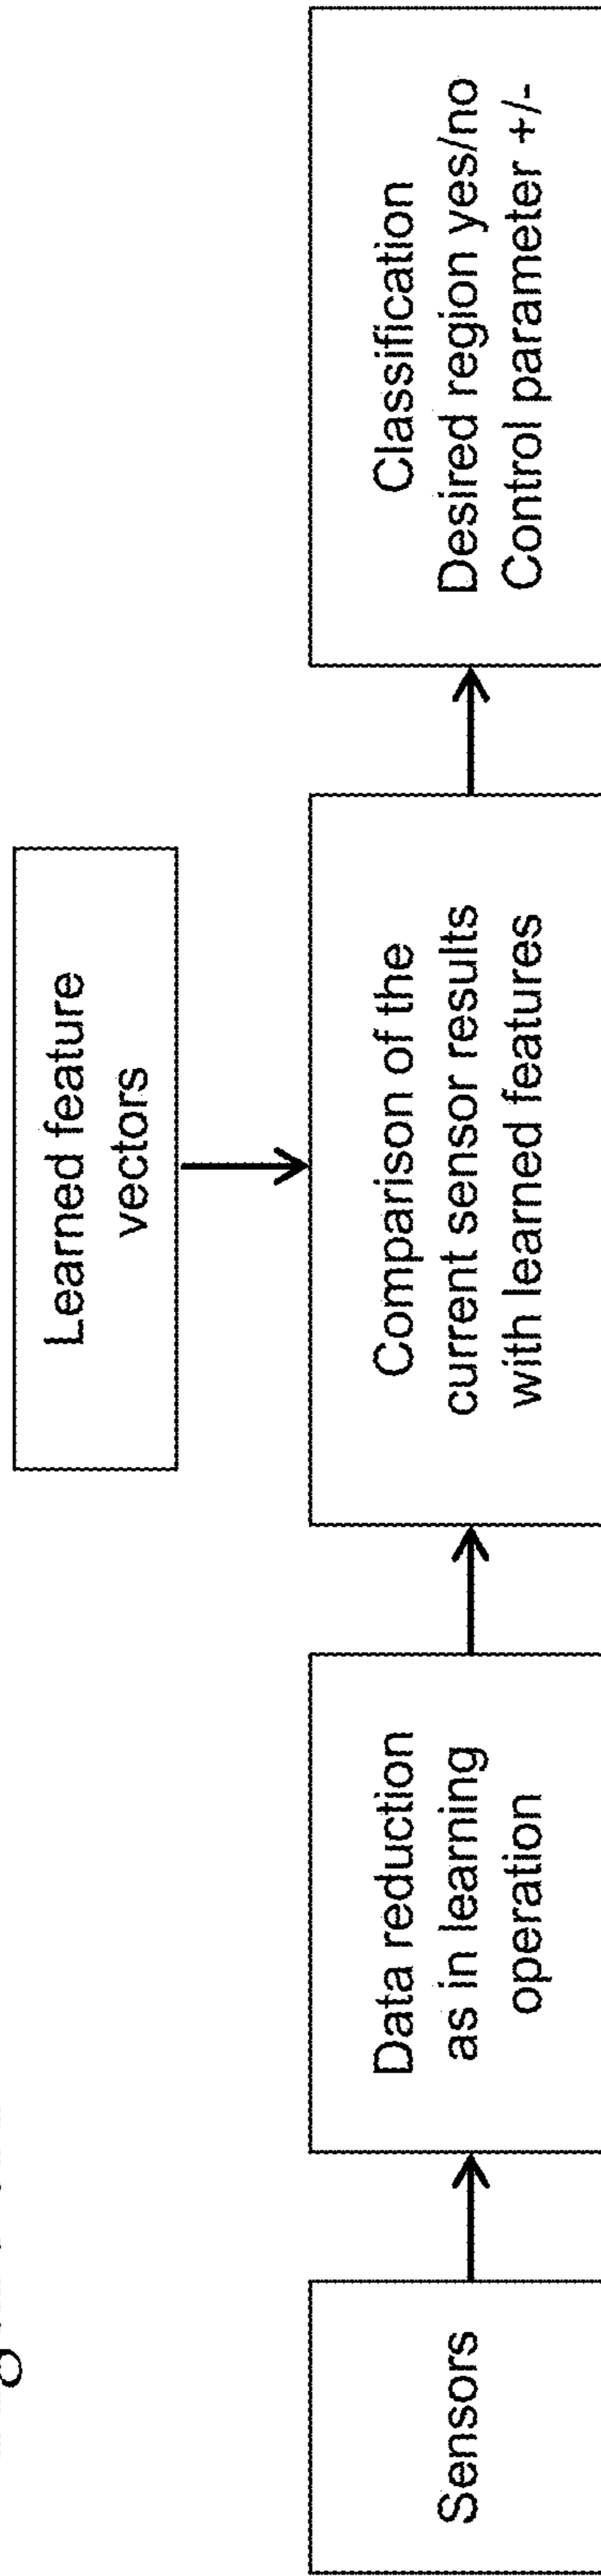 Learned feature
vectors
Sensors
Data reduction
as in learning
operation
Comparison of the
current sensor results
with learned features
Classification
Desired region yes/no
Control parameter +/-